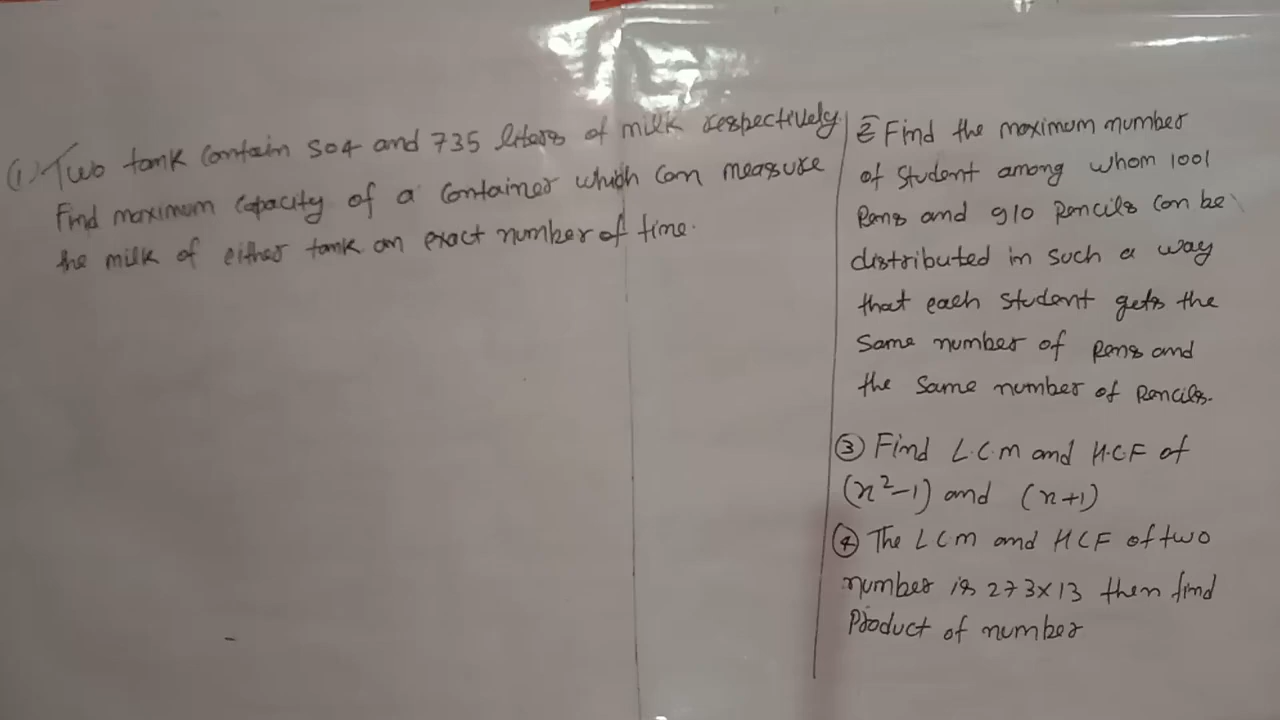 (1) Two tank contain 504 and 735 liters of milk respectively
Find maximum capacity of a container which can measure
the milk of either tank an exact number of time.
2 Find the maximum number
of student among whom 1001
Pens and 910 Pencils can be
distributed in such a way
that each student gets the
same number of pens and
the same number of pencils.
③ Find L.C.M and H.C.F of
(x²-1) and (x+1)
④ The LCM and HCF of two
number is 273x13 then find
Product of number